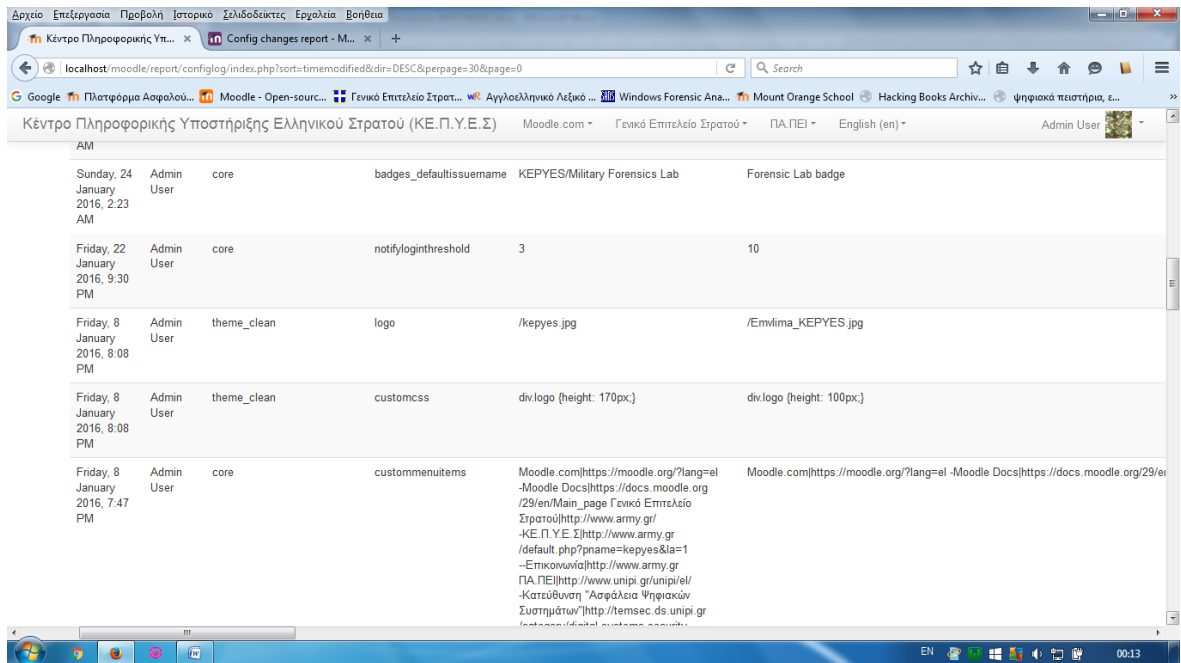 Αρχείο Επεξεργασία Προβολή Ιστορικό Σελιδοδείκτες Εργαλεία Βοήθεια
Κέντρο Πληροφορικής Υπ... × Config changes report - M... × +
localhost/moodle/report/configlog/index.php?sort=timemodified&dir=DESC&perpage=30&page=0 Search
Google Πλατφόρμα Ασφαλού... Moodle - Open-sourc... Γενικό Επιτελείο Στρατ... wR Αγγλοελληνικό Λεξικό ... Windows Forensic Ana... Mount Orange School Hacking Books Archiv... ψηφιακά πειστήρια, ε... »
Κέντρο Πληροφορικής Υποστήριξης Ελληνικού Στρατού (ΚΕ.Π.Υ.Ε.Σ) Moodle.com Γενικό Επιτελείο Στρατού ΠΑ.ΠΕΙ English (en) Admin User
AM
Sunday, 24 Admin core badges_defaultissuername KEPYES/Military Forensics Lab Forensic Lab badge
January User
2016, 2:23
AM
Friday, 22 Admin core notifyloginthreshold 3 10
January User
2016, 9:30
PM
Friday, 8 Admin theme_clean logo /kepyes.jpg /Emvlima_KEPYES.jpg
January User
2016, 8:08
PM
Friday, 8 Admin theme_clean customcss div.logo {height: 170px;} div.logo {height: 100px;}
January User
2016, 8:08
PM
Friday, 8 Admin core custommenuitems Moodle.com|https://moodle.org/?lang=el Moodle.com|https://moodle.org/?lang=el -Moodle Docs|https://docs.moodle.org/29/en
January User -Moodle Docs|https://docs.moodle.org
2016, 7:47 /29/en/Main_page Γενικό Επιτελείο
PM Στρατού|http://www.army.gr/
-ΚΕ.Π.Υ.Ε.Σ|http://www.army.gr
/default.php?pname=kepyes&la=1
--Επικοινωνία|http://www.army.gr
ΠΑ.ΠΕΙ|http://www.unipi.gr/unipi/el/
-Κατεύθυνση "Ασφάλεια Ψηφιακών
Συστημάτων"|http://temsec.ds.unipi.gr
/category/digital-systems-security
EN 00:13